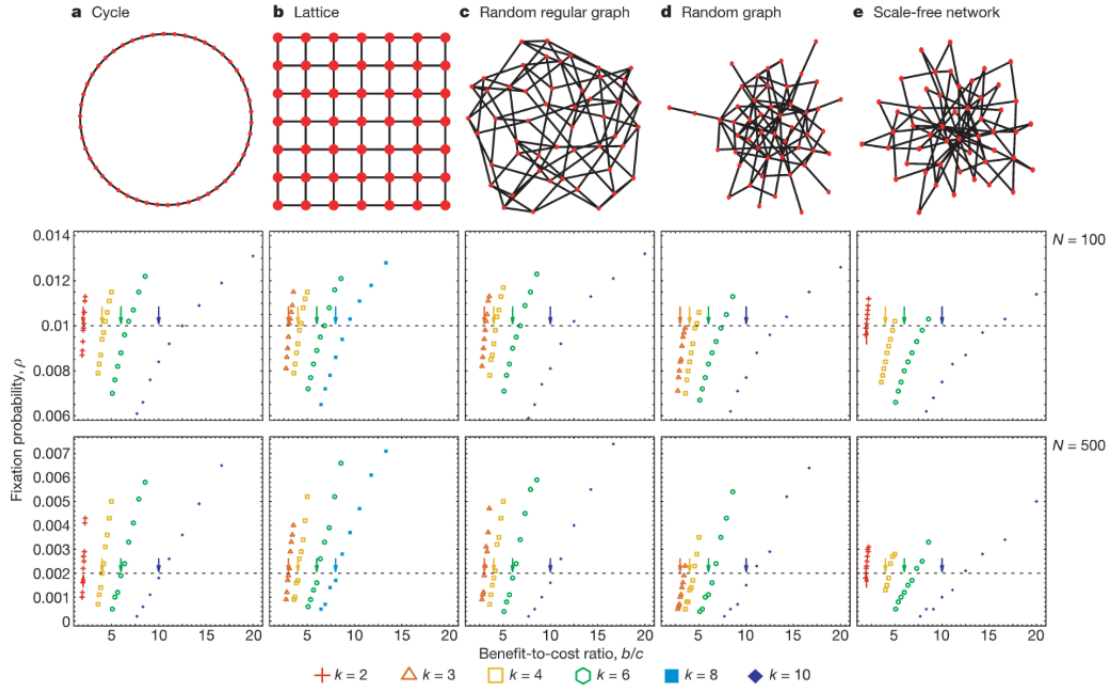 a Cycle
b Lattice
c Random regular graph
d Random graph
e Scale-free network
N = 100
0.014
0.012
0.01
0.008
0.006
N = 500
0.007
0.006
0.005
0.004
0.003
0.002
0.001
0
Fixation probability, ρ
5 10 15 20 5 10 15 20 5 10 15 20 5 10 15 20 5 10 15 20
Benefit-to-cost ratio, b/c
k = 2 k = 3 k = 4 k = 6 k = 8 k = 10